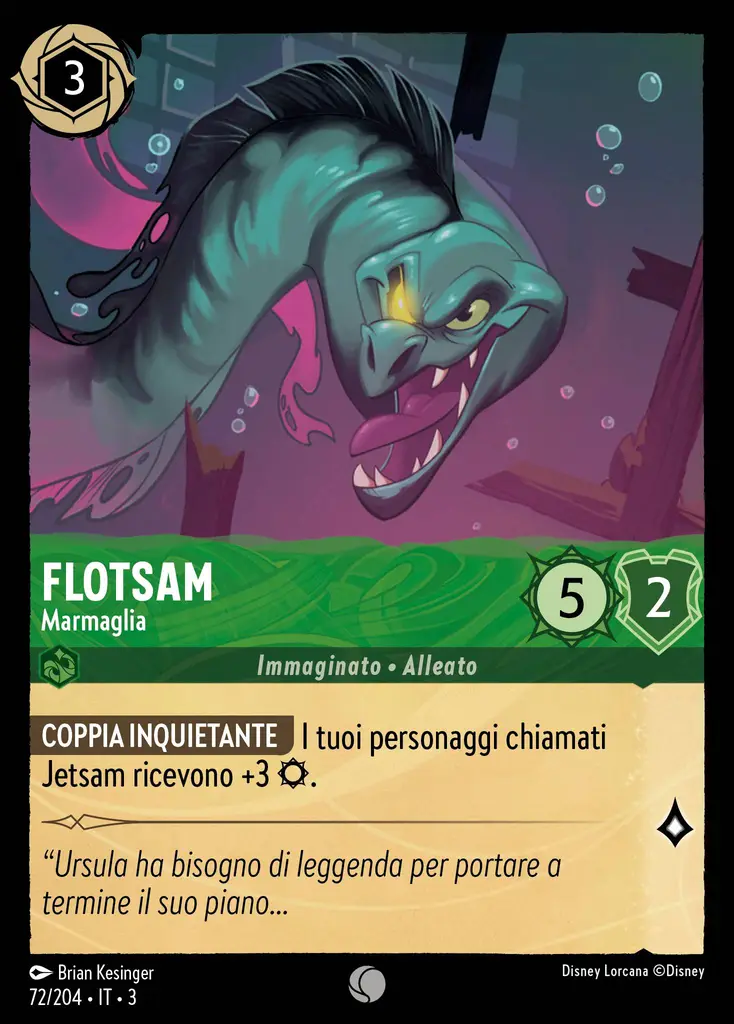 3
FLOTSAM
Marmaglia
5
2
Immaginato • Alleato
COPPIA INQUIETANTE I tuoi personaggi chiamati
Jetsam ricevono +3 .
“Ursula ha bisogno di leggenda per portare a
termine il suo piano...
Brian Kesinger
Disney Lorcana ©Disney
72/204 • IT • 3